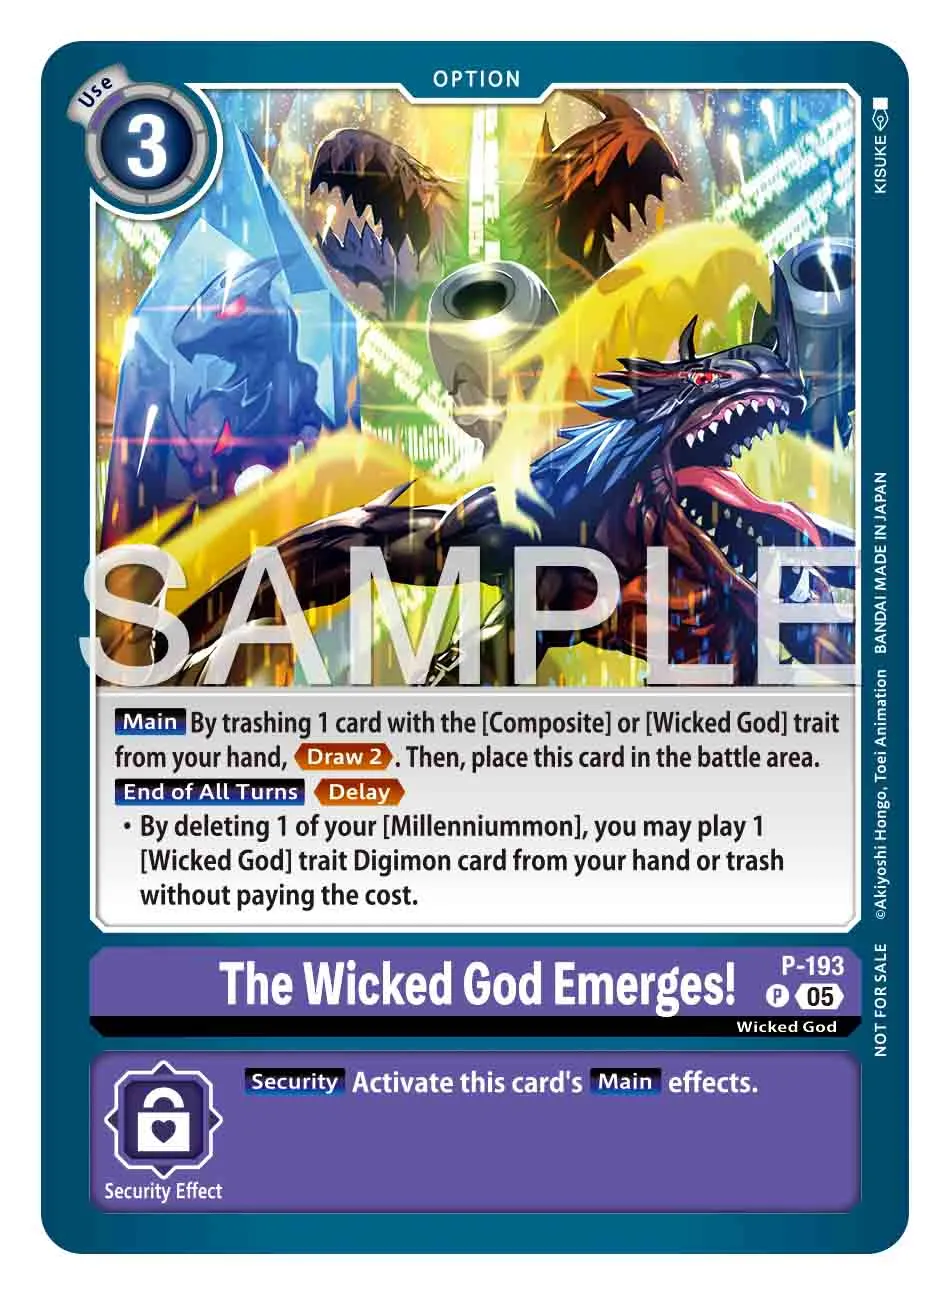 OPTION
Use
3
KISUKE
SAMPLE
Main By trashing 1 card with the [Composite] or [Wicked God] trait
from your hand, Draw 2. Then, place this card in the battle area.
End of All Turns Delay
・By deleting 1 of your [Millenniummon], you may play 1
[Wicked God] trait Digimon card from your hand or trash
without paying the cost.
The Wicked God Emerges!
P-193
P 05
Wicked God
Security Activate this card's Main effects.
Security Effect
NOT FOR SALE ©Akiyoshi Hongo, Toei Animation BANDAI MADE IN JAPAN